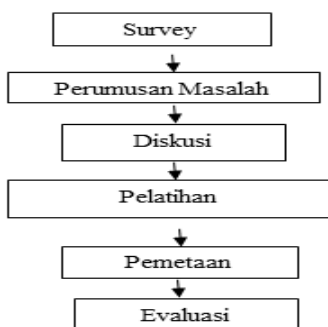 Survey
Perumusan Masalah
Diskusi
Pelatihan
Pemetaan
Evaluasi